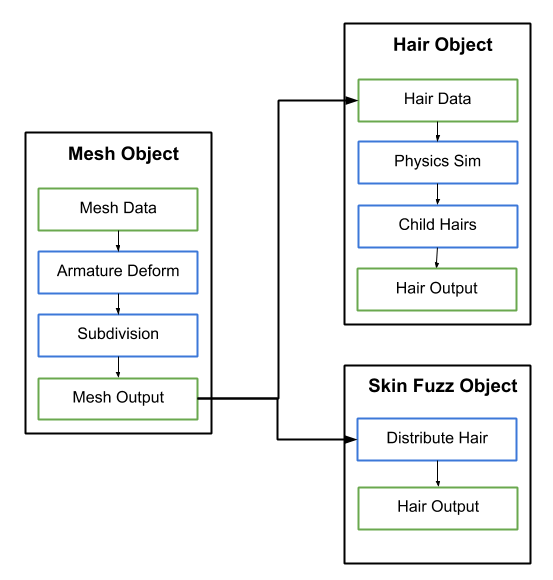 Mesh Object
Mesh Data
Armature Deform
Subdivision
Mesh Output
Hair Object
Hair Data
Physics Sim
Child Hairs
Hair Output
Skin Fuzz Object
Distribute Hair
Hair Output